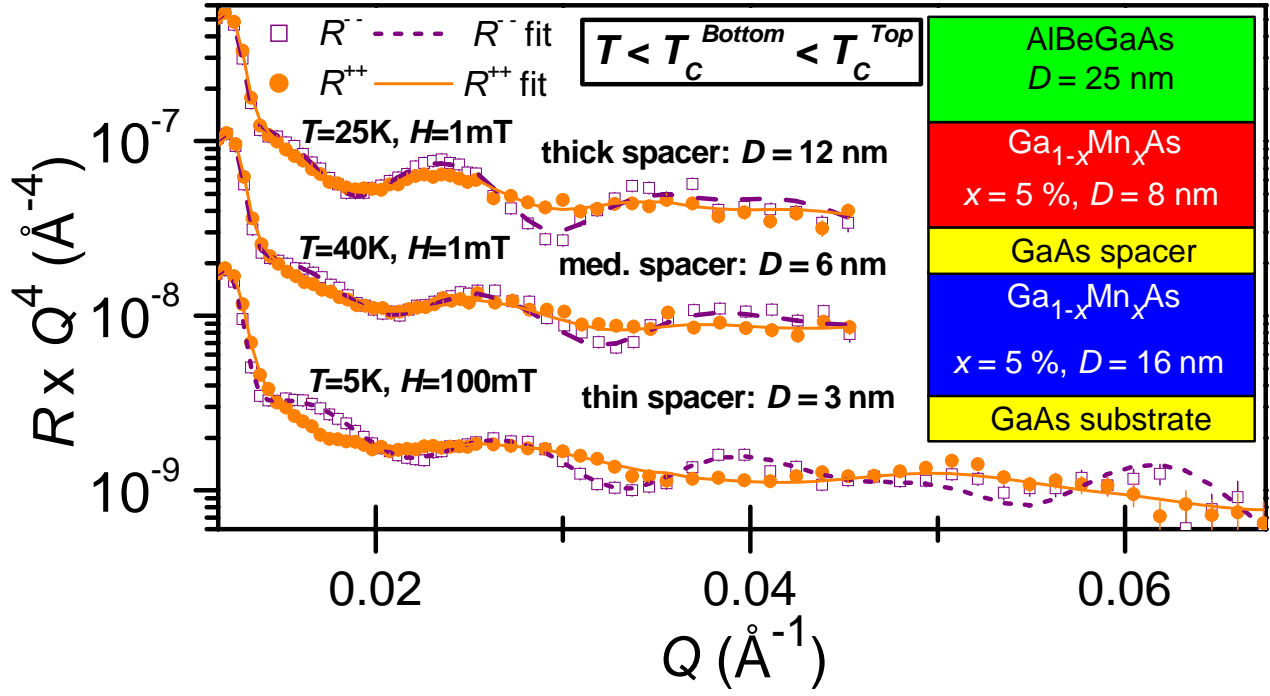 R⁻⁻ R⁻⁻ fit
R⁺⁺ R⁺⁺ fit
T < T_C^Bottom < T_C^Top
T=25K, H=1mT
thick spacer: D = 12 nm
T=40K, H=1mT
med. spacer: D = 6 nm
T=5K, H=100mT
thin spacer: D = 3 nm
AlBeGaAs
D = 25 nm
Ga₁₋ₓMnₓAs
x = 5 %, D = 8 nm
GaAs spacer
Ga₁₋ₓMnₓAs
x = 5 %, D = 16 nm
GaAs substrate
R x Q⁴ (Å⁻⁴)
10⁻⁷
10⁻⁸
10⁻⁹
0.02 0.04 0.06
Q (Å⁻¹)